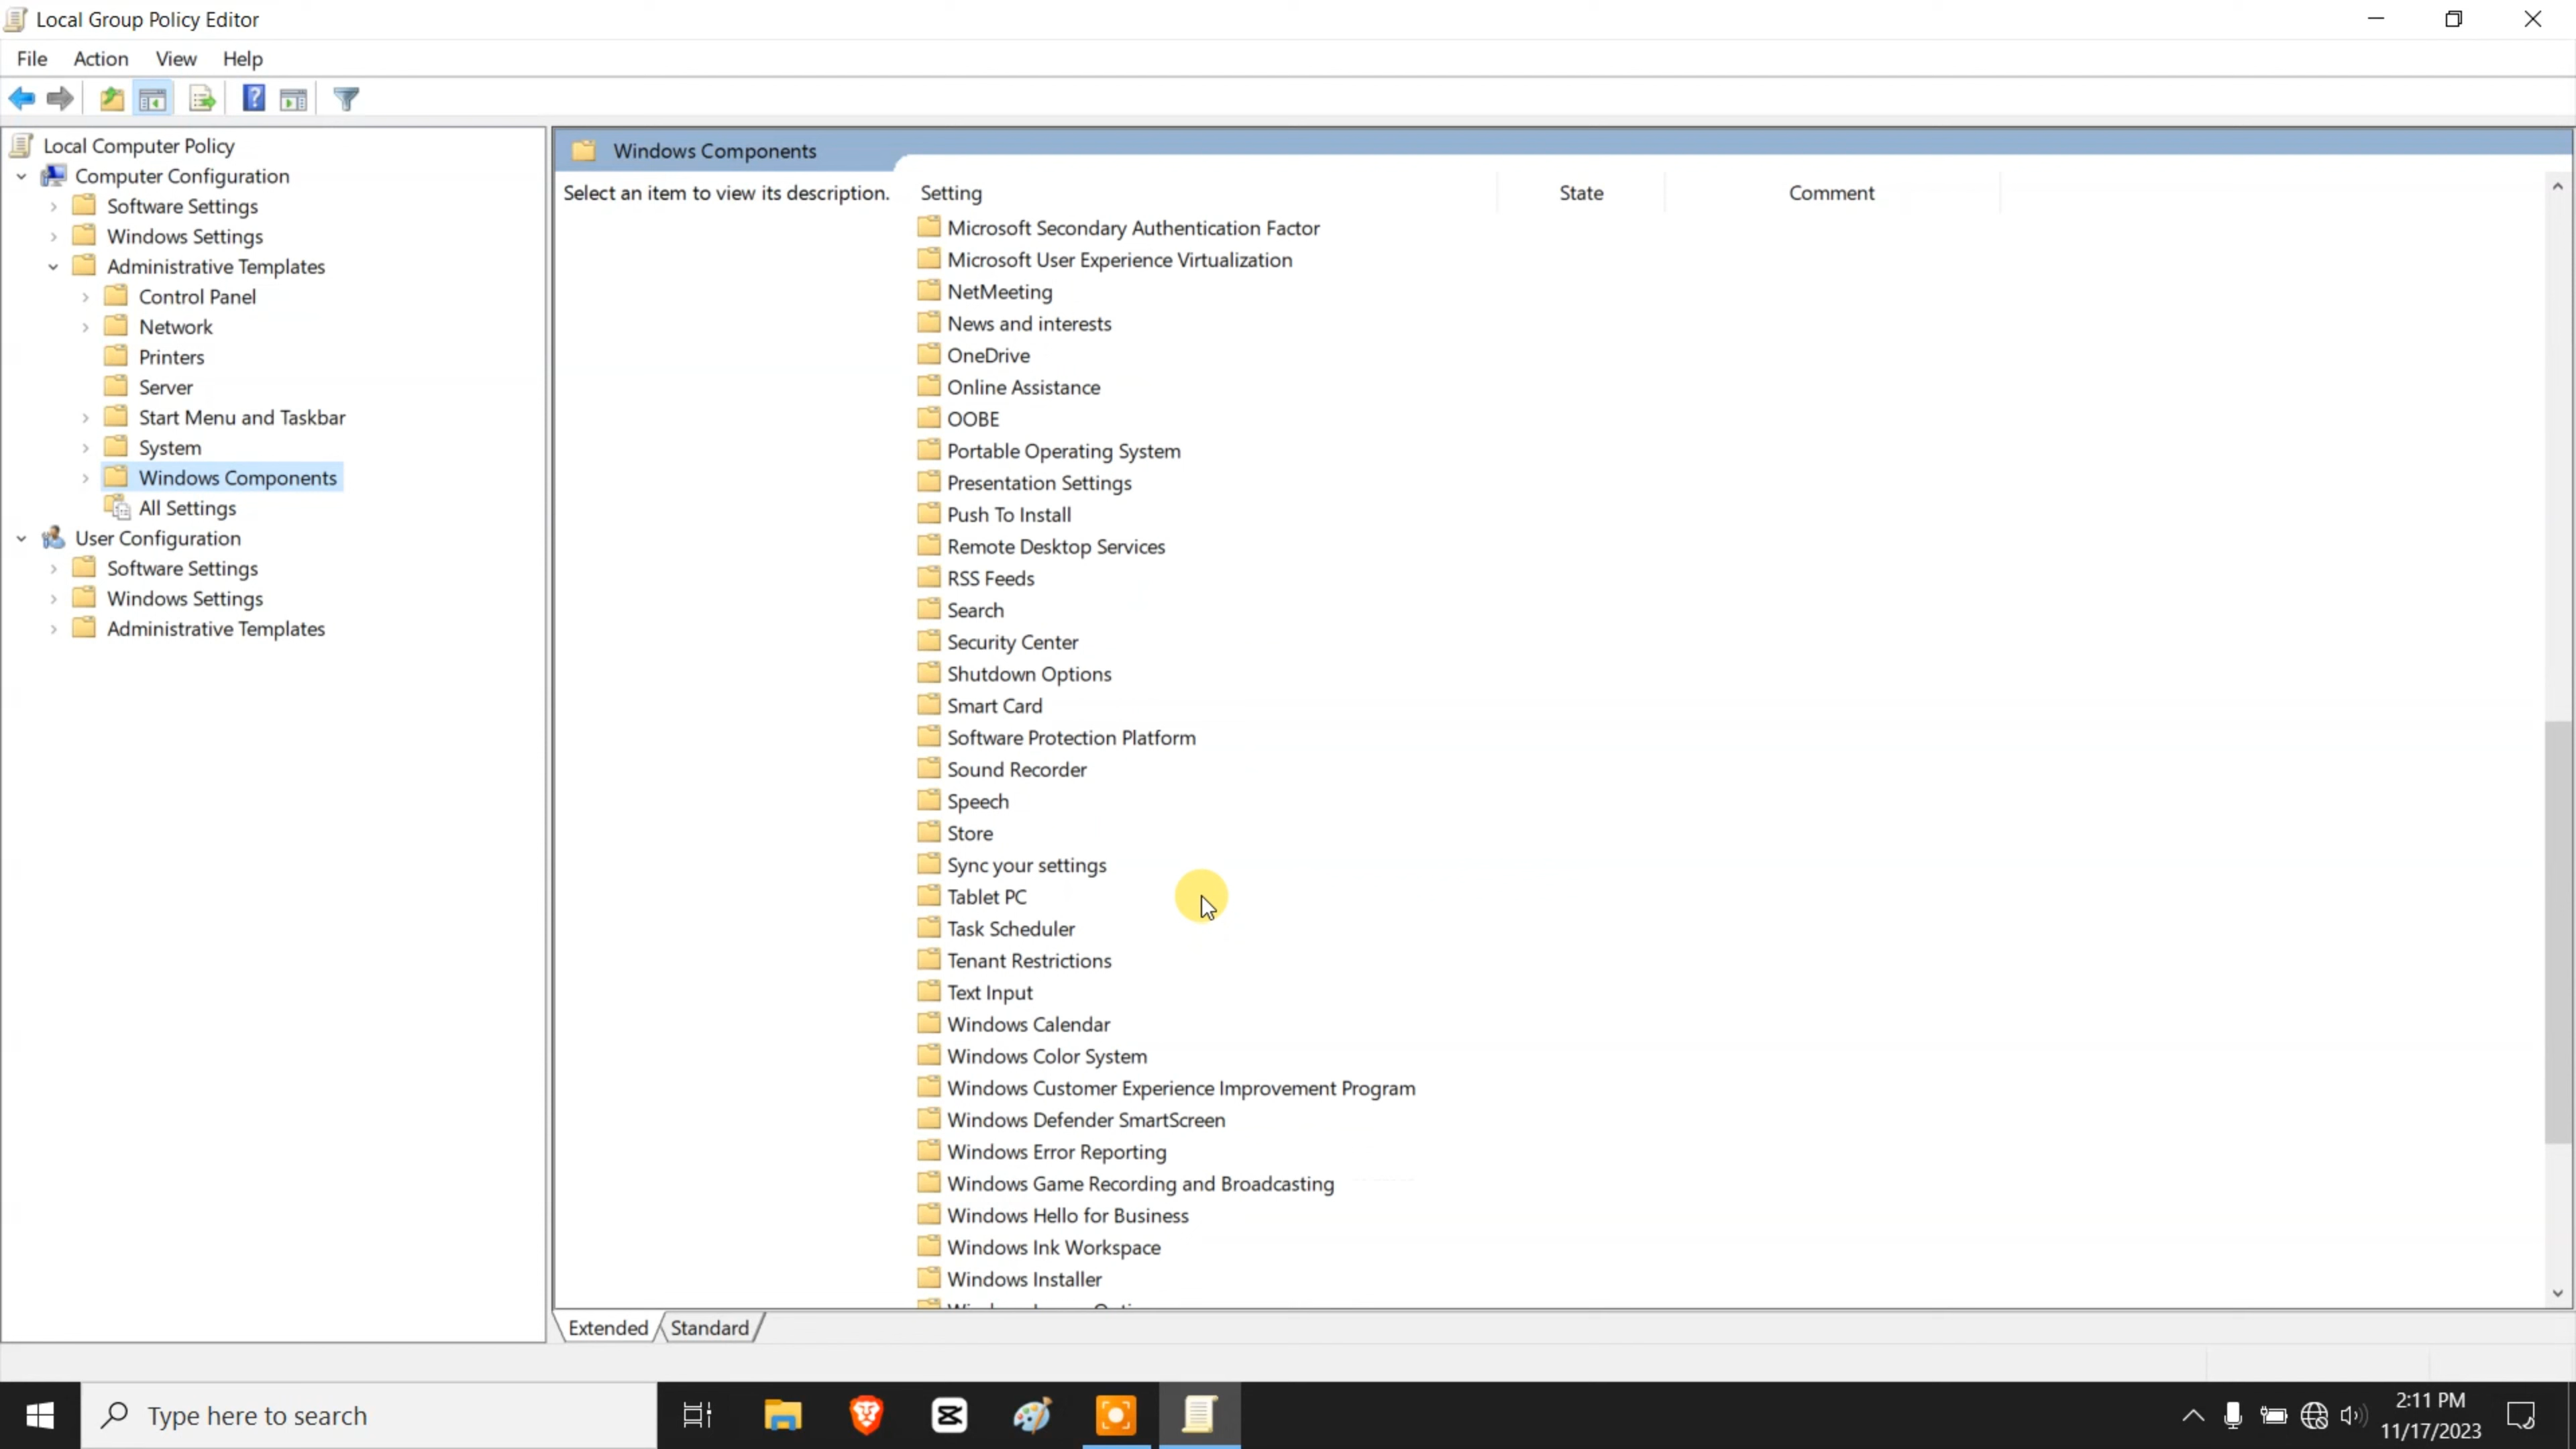 Local Group Policy Editor
File Action View Help
Local Computer Policy
Computer Configuration
Software Settings
Windows Settings
Administrative Templates
Control Panel
Network
Printers
Server
Start Menu and Taskbar
System
Windows Components
All Settings
User Configuration
Software Settings
Windows Settings
Administrative Templates
Windows Components
Select an item to view its description.
Setting State Comment
Microsoft Secondary Authentication Factor
Microsoft User Experience Virtualization
NetMeeting
News and interests
OneDrive
Online Assistance
OOBE
Portable Operating System
Presentation Settings
Push To Install
Remote Desktop Services
RSS Feeds
Search
Security Center
Shutdown Options
Smart Card
Software Protection Platform
Sound Recorder
Speech
Store
Sync your settings
Tablet PC
Task Scheduler
Tenant Restrictions
Text Input
Windows Calendar
Windows Color System
Windows Customer Experience Improvement Program
Windows Defender SmartScreen
Windows Error Reporting
Windows Game Recording and Broadcasting
Windows Hello for Business
Windows Ink Workspace
Windows Installer
Extended Standard
Type here to search
2:11 PM
11/17/2023